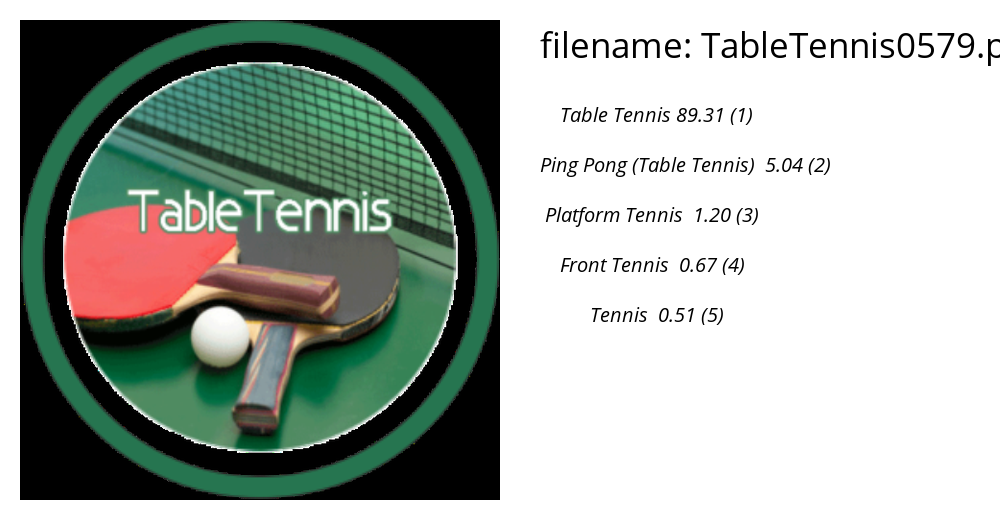 TableTennis
filename: TableTennis0579.p
Table Tennis 89.31 (1)
Ping Pong (Table Tennis) 5.04 (2)
Platform Tennis 1.20 (3)
Front Tennis 0.67 (4)
Tennis 0.51 (5)